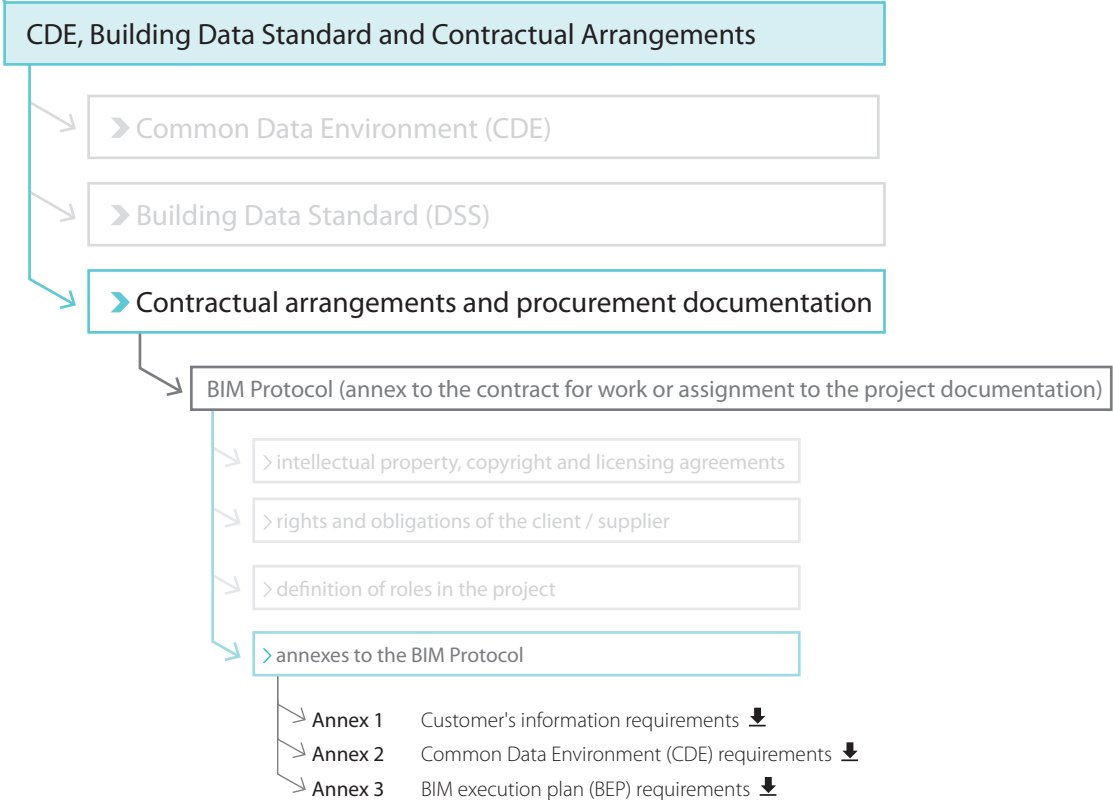 CDE, Building Data Standard and Contractual Arrangements
Common Data Environment (CDE)
Building Data Standard (DSS)
Contractual arrangements and procurement documentation
BIM Protocol (annex to the contract for work or assignment to the project documentation)
intellectual property, copyright and licensing agreements
rights and obligations of the client / supplier
definition of roles in the project
annexes to the BIM Protocol
Annex 1 Customer's information requirements
Annex 2 Common Data Environment (CDE) requirements
Annex 3 BIM execution plan (BEP) requirements